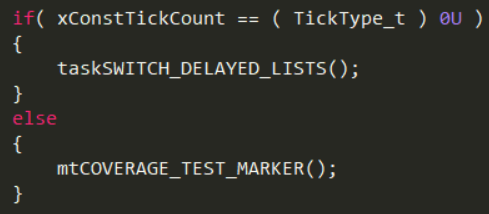 if( xConstTickCount == ( TickType_t ) 0U )
{
    taskSWITCH_DELAYED_LISTS();
}
else
{
    mtCOVERAGE_TEST_MARKER();
}